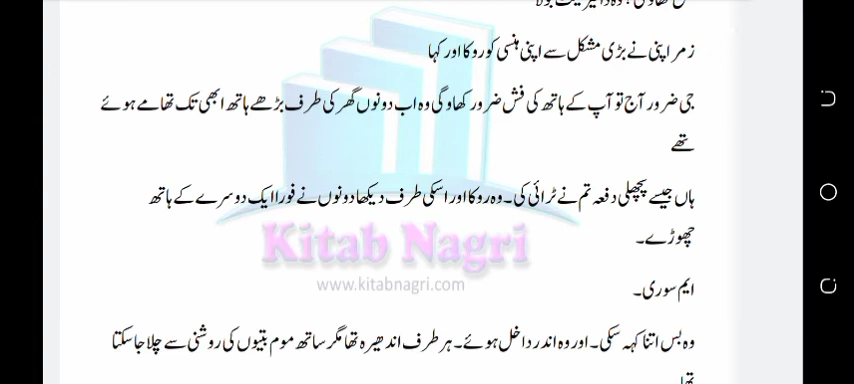 زمر اپنی نے بڑی مشکل سے اپنی ہنسی کو روکا اور کہا
جی ضرور آج تو آپ کے ہاتھ کی فش ضرور کھاوگی وہ اب دونوں گھر کی طرف بڑھے ہاتھ ابھی تک تھامے ہوئے
تھے
ہاں جیسے پچھلی دفعہ تم نے ٹرائی کی۔ وہ روکا اور اسکی طرف دیکھا دونوں نے فورا ایک دوسرے کے ہاتھ
چھوڑے۔
Kitab Nagri
www.kitabnagri.com
ایم سوری۔
وہ بس اتنا کہہ سکی۔ اور وہ اندر داخل ہوئے۔ ہر طرف اندھیرہ تھا مگر ساتھ موم بتیوں کی روشنی سے چلا جا سکتا
تھا